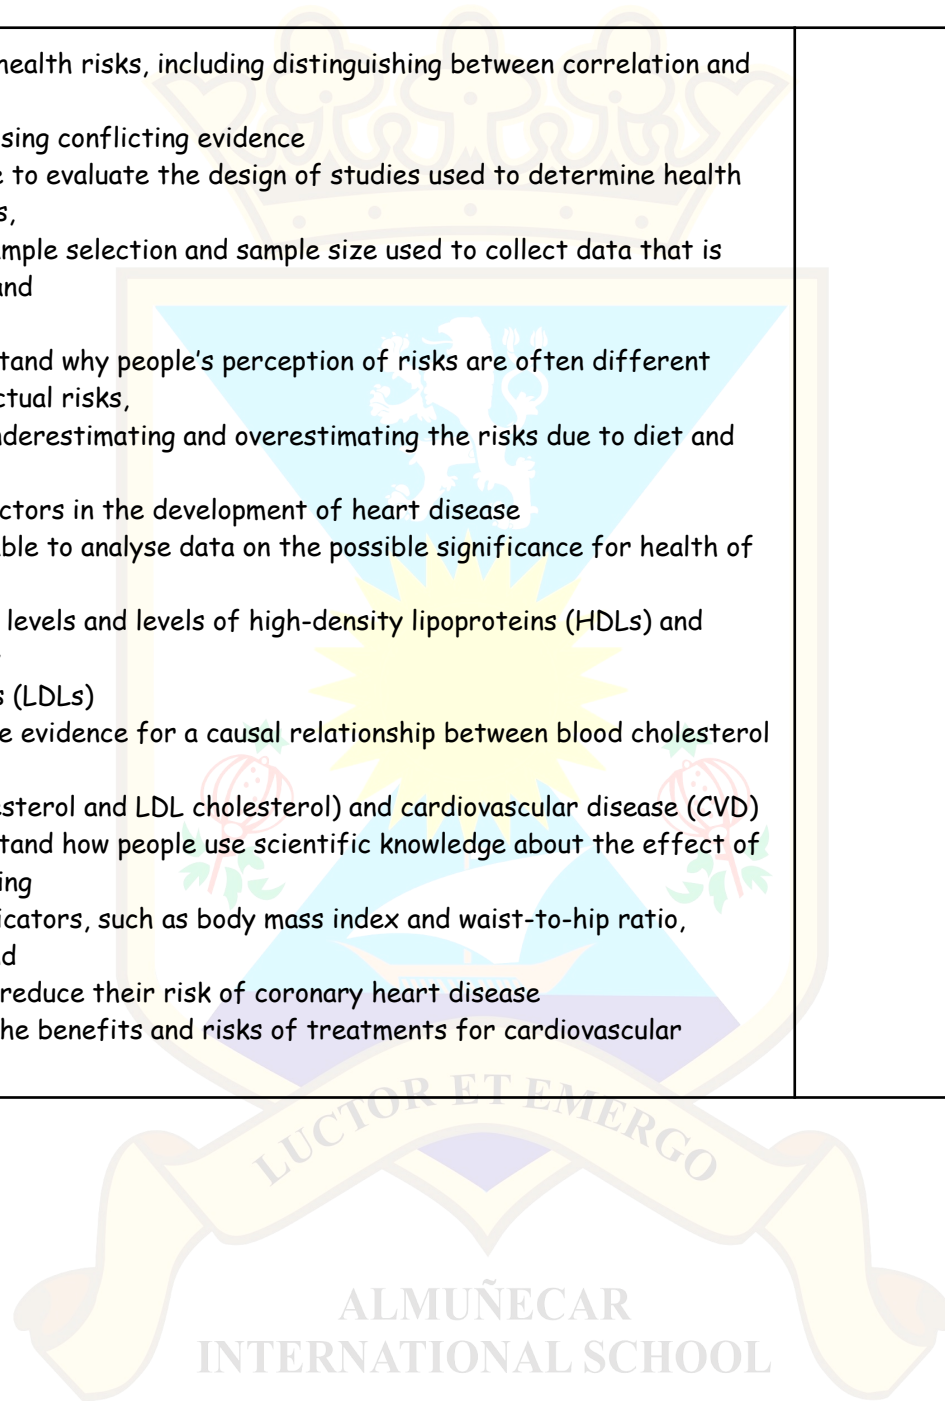 health risks, including distinguishing between correlation and
sing conflicting evidence
e to evaluate the design of studies used to determine health
s,
mple selection and sample size used to collect data that is
and
tand why people's perception of risks are often different
ctual risks,
nderestimating and overestimating the risks due to diet and
ctors in the development of heart disease
ble to analyse data on the possible significance for health of
levels and levels of high-density lipoproteins (HDLs) and
s (LDLs)
e evidence for a causal relationship between blood cholesterol
esterol and LDL cholesterol) and cardiovascular disease (CVD)
tand how people use scientific knowledge about the effect of
ing
icators, such as body mass index and waist-to-hip ratio,
d
reduce their risk of coronary heart disease
he benefits and risks of treatments for cardiovascular
LUCTOR ET EMERGO
ALMUÑECAR
INTERNATIONAL SCHOOL